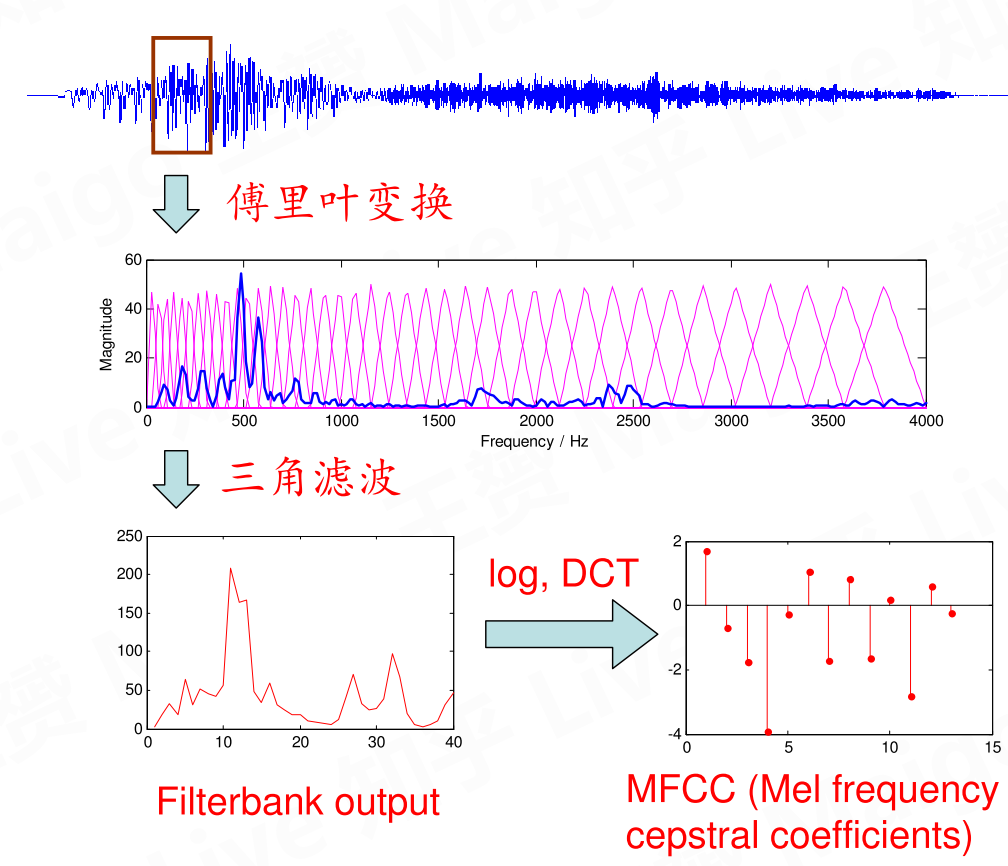 傅里叶变换
60
40
20
0
Magnitude
0 500 1000 1500 2000 2500 3000 3500 4000
Frequency / Hz
三角滤波
250
200
150
100
50
0
0 10 20 30 40
Filterbank output
log, DCT
2
0
-2
-4
0 5 10 15
MFCC (Mel frequency
cepstral coefficients)